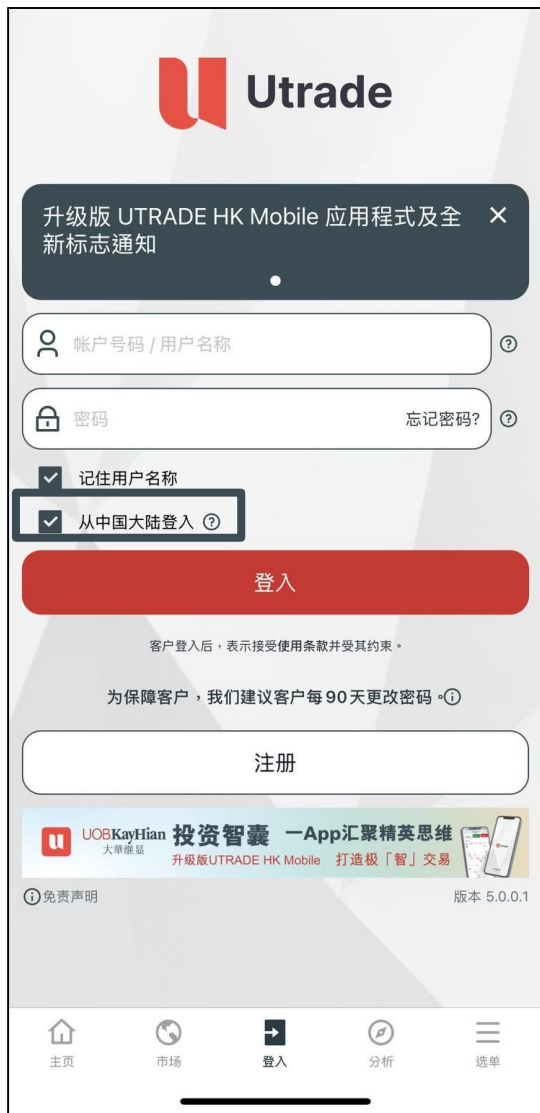 Utrade
升级版 UTRADE HK Mobile 应用程式及全
新标志通知
帐户号码 / 用户名称
密码
忘记密码?
记住用户名称
从中国大陆登入
登入
客户登入后，表示接受使用条款并受其约束。
为保障客户，我们建议客户每90天更改密码。
注册
UOBKayHian
大華继显
投资智囊 一App汇聚精英思维
升级版UTRADE HK Mobile 打造极「智」交易
免责声明
版本 5.0.0.1
主页
市场
登入
分析
选单